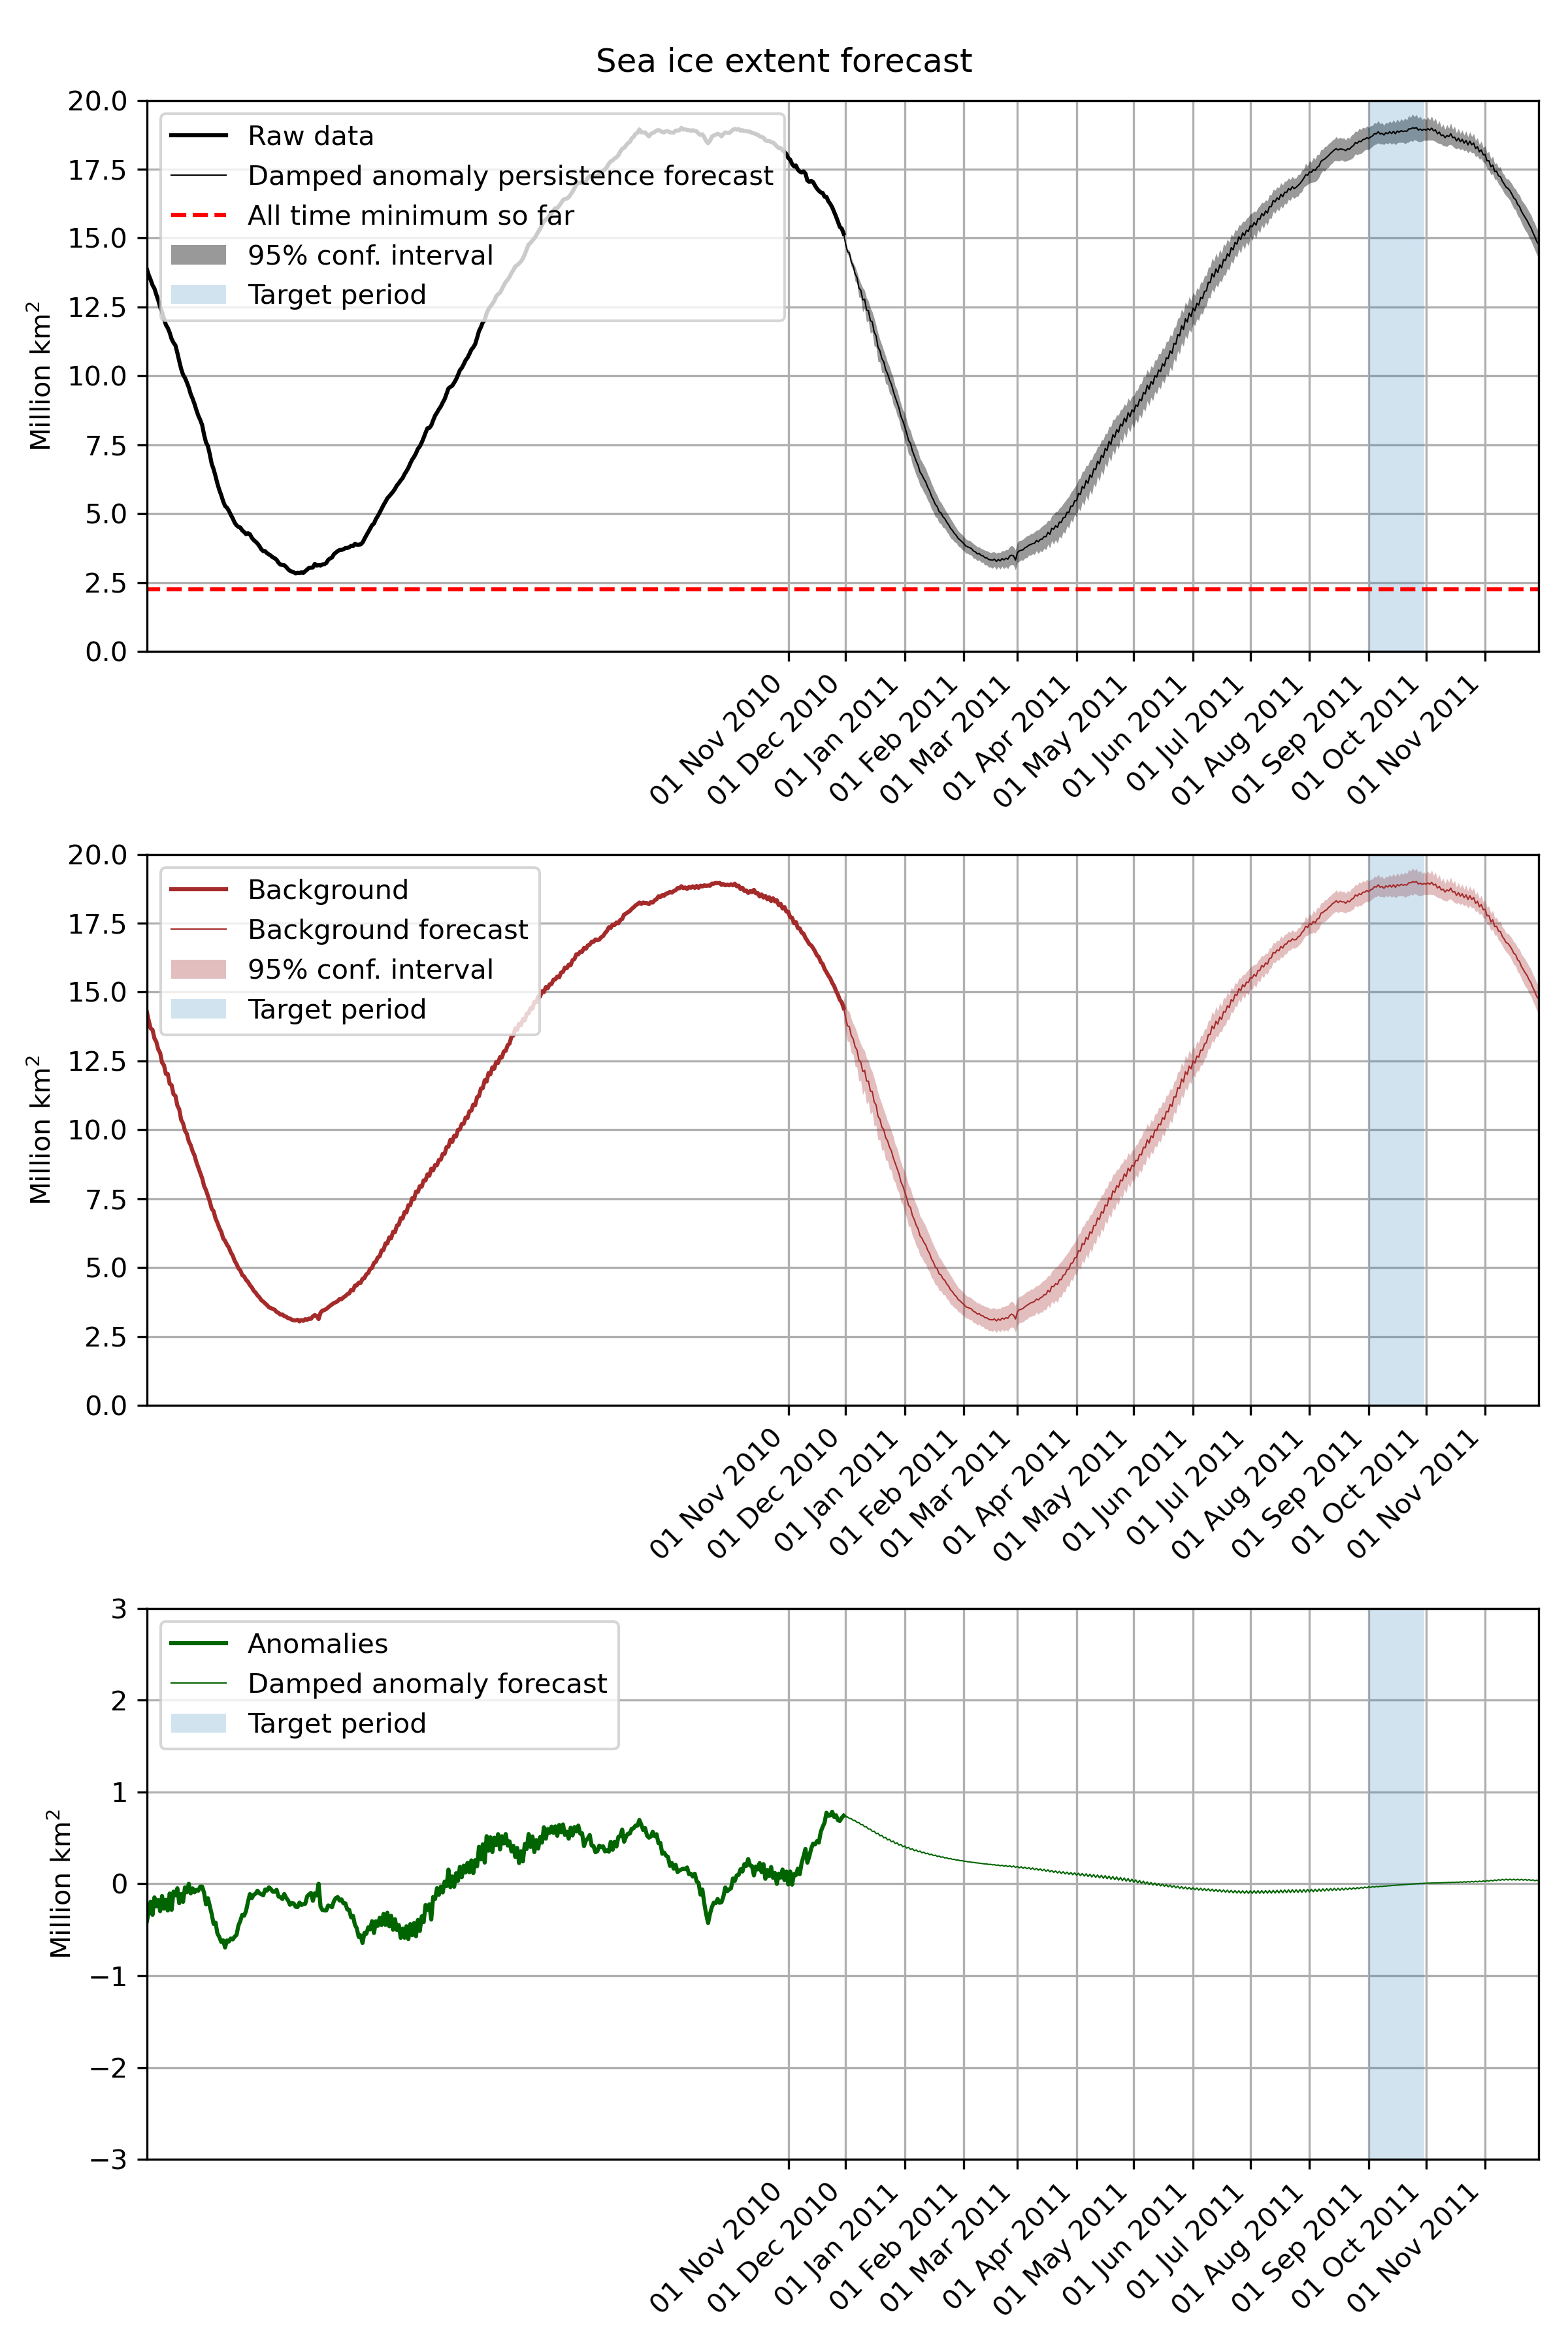 Sea ice extent forecast
20.0
17.5
15.0
12.5
10.0
7.5
5.0
2.5
0.0
Million km²
Raw data
Damped anomaly persistence forecast
All time minimum so far
95% conf. interval
Target period
01 Nov 2010
01 Dec 2010
01 Jan 2011
01 Feb 2011
01 Mar 2011
01 Apr 2011
01 May 2011
01 Jun 2011
01 Jul 2011
01 Aug 2011
01 Sep 2011
01 Oct 2011
01 Nov 2011
20.0
17.5
15.0
12.5
10.0
7.5
5.0
2.5
0.0
Million km²
Background
Background forecast
95% conf. interval
Target period
01 Nov 2010
01 Dec 2010
01 Jan 2011
01 Feb 2011
01 Mar 2011
01 Apr 2011
01 May 2011
01 Jun 2011
01 Jul 2011
01 Aug 2011
01 Sep 2011
01 Oct 2011
01 Nov 2011
3
2
1
0
−1
−2
−3
Million km²
Anomalies
Damped anomaly forecast
Target period
01 Nov 2010
01 Dec 2010
01 Jan 2011
01 Feb 2011
01 Mar 2011
01 Apr 2011
01 May 2011
01 Jun 2011
01 Jul 2011
01 Aug 2011
01 Sep 2011
01 Oct 2011
01 Nov 2011